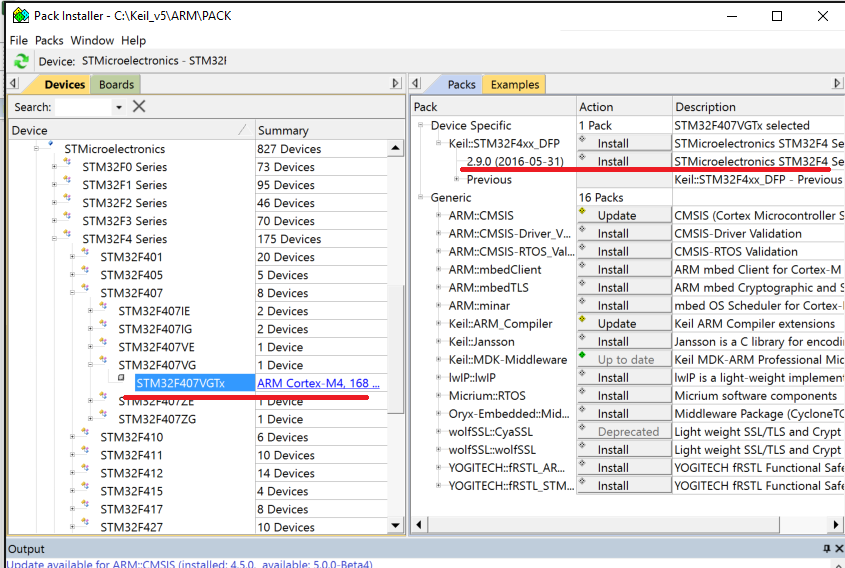 Pack Installer - C:\Keil_v5\ARM\PACK
File Packs Window Help
Device: STMicroelectronics - STM32F
Devices Boards
Search:
Device Summary
STMicroelectronics 827 Devices
STM32F0 Series 73 Devices
STM32F1 Series 95 Devices
STM32F2 Series 46 Devices
STM32F3 Series 70 Devices
STM32F4 Series 175 Devices
STM32F401 20 Devices
STM32F405 5 Devices
STM32F407 8 Devices
STM32F407IE 2 Devices
STM32F407IG 2 Devices
STM32F407VE 1 Device
STM32F407VG 1 Device
STM32F407VGTx ARM Cortex-M4, 168 ...
STM32F407ZE 1 Device
STM32F407ZG 1 Device
STM32F410 6 Devices
STM32F411 10 Devices
STM32F412 14 Devices
STM32F415 4 Devices
STM32F417 8 Devices
STM32F427 10 Devices
Packs Examples
Pack Action Description
Device Specific 1 Pack STM32F407VGTx selected
Keil::STM32F4xx_DFP Install STMicroelectronics STM32F4 Se
2.9.0 (2016-05-31) Install STMicroelectronics STM32F4 Se
Previous Keil::STM32F4xx_DFP - Previous
Generic 16 Packs
ARM::CMSIS Update CMSIS (Cortex Microcontroller S
ARM::CMSIS-Driver_V... Install CMSIS-Driver Validation
ARM::CMSIS-RTOS_Val... Install CMSIS-RTOS Validation
ARM::mbedClient Install ARM mbed Client for Cortex-M
ARM::mbedTLS Install ARM mbed Cryptographic and S
ARM::minar Install mbed OS Scheduler for Cortex-
Keil::ARM_Compiler Update Keil ARM Compiler extensions
Keil::Jansson Install Jansson is a C library for encodi
Keil::MDK-Middleware Up to date Keil MDK-ARM Professional Mic
lwIP::lwIP Install lwIP is a light-weight implement
Micrium::RTOS Install Micrium software components
Oryx-Embedded::Mid... Install Middleware Package (CycloneTC
wolfSSL::CyaSSL Deprecated Light weight SSL/TLS and Crypt
wolfSSL::wolfSSL Install Light weight SSL/TLS and Crypt
YOGITECH::fRSTL_AR... Install YOGITECH fRSTL Functional Safe
YOGITECH::fRSTL_STM... Install YOGITECH fRSTL Functional Safe
Output
Update available for ARM::CMSIS (installed: 4.5.0, available: 5.0.0-Beta4)